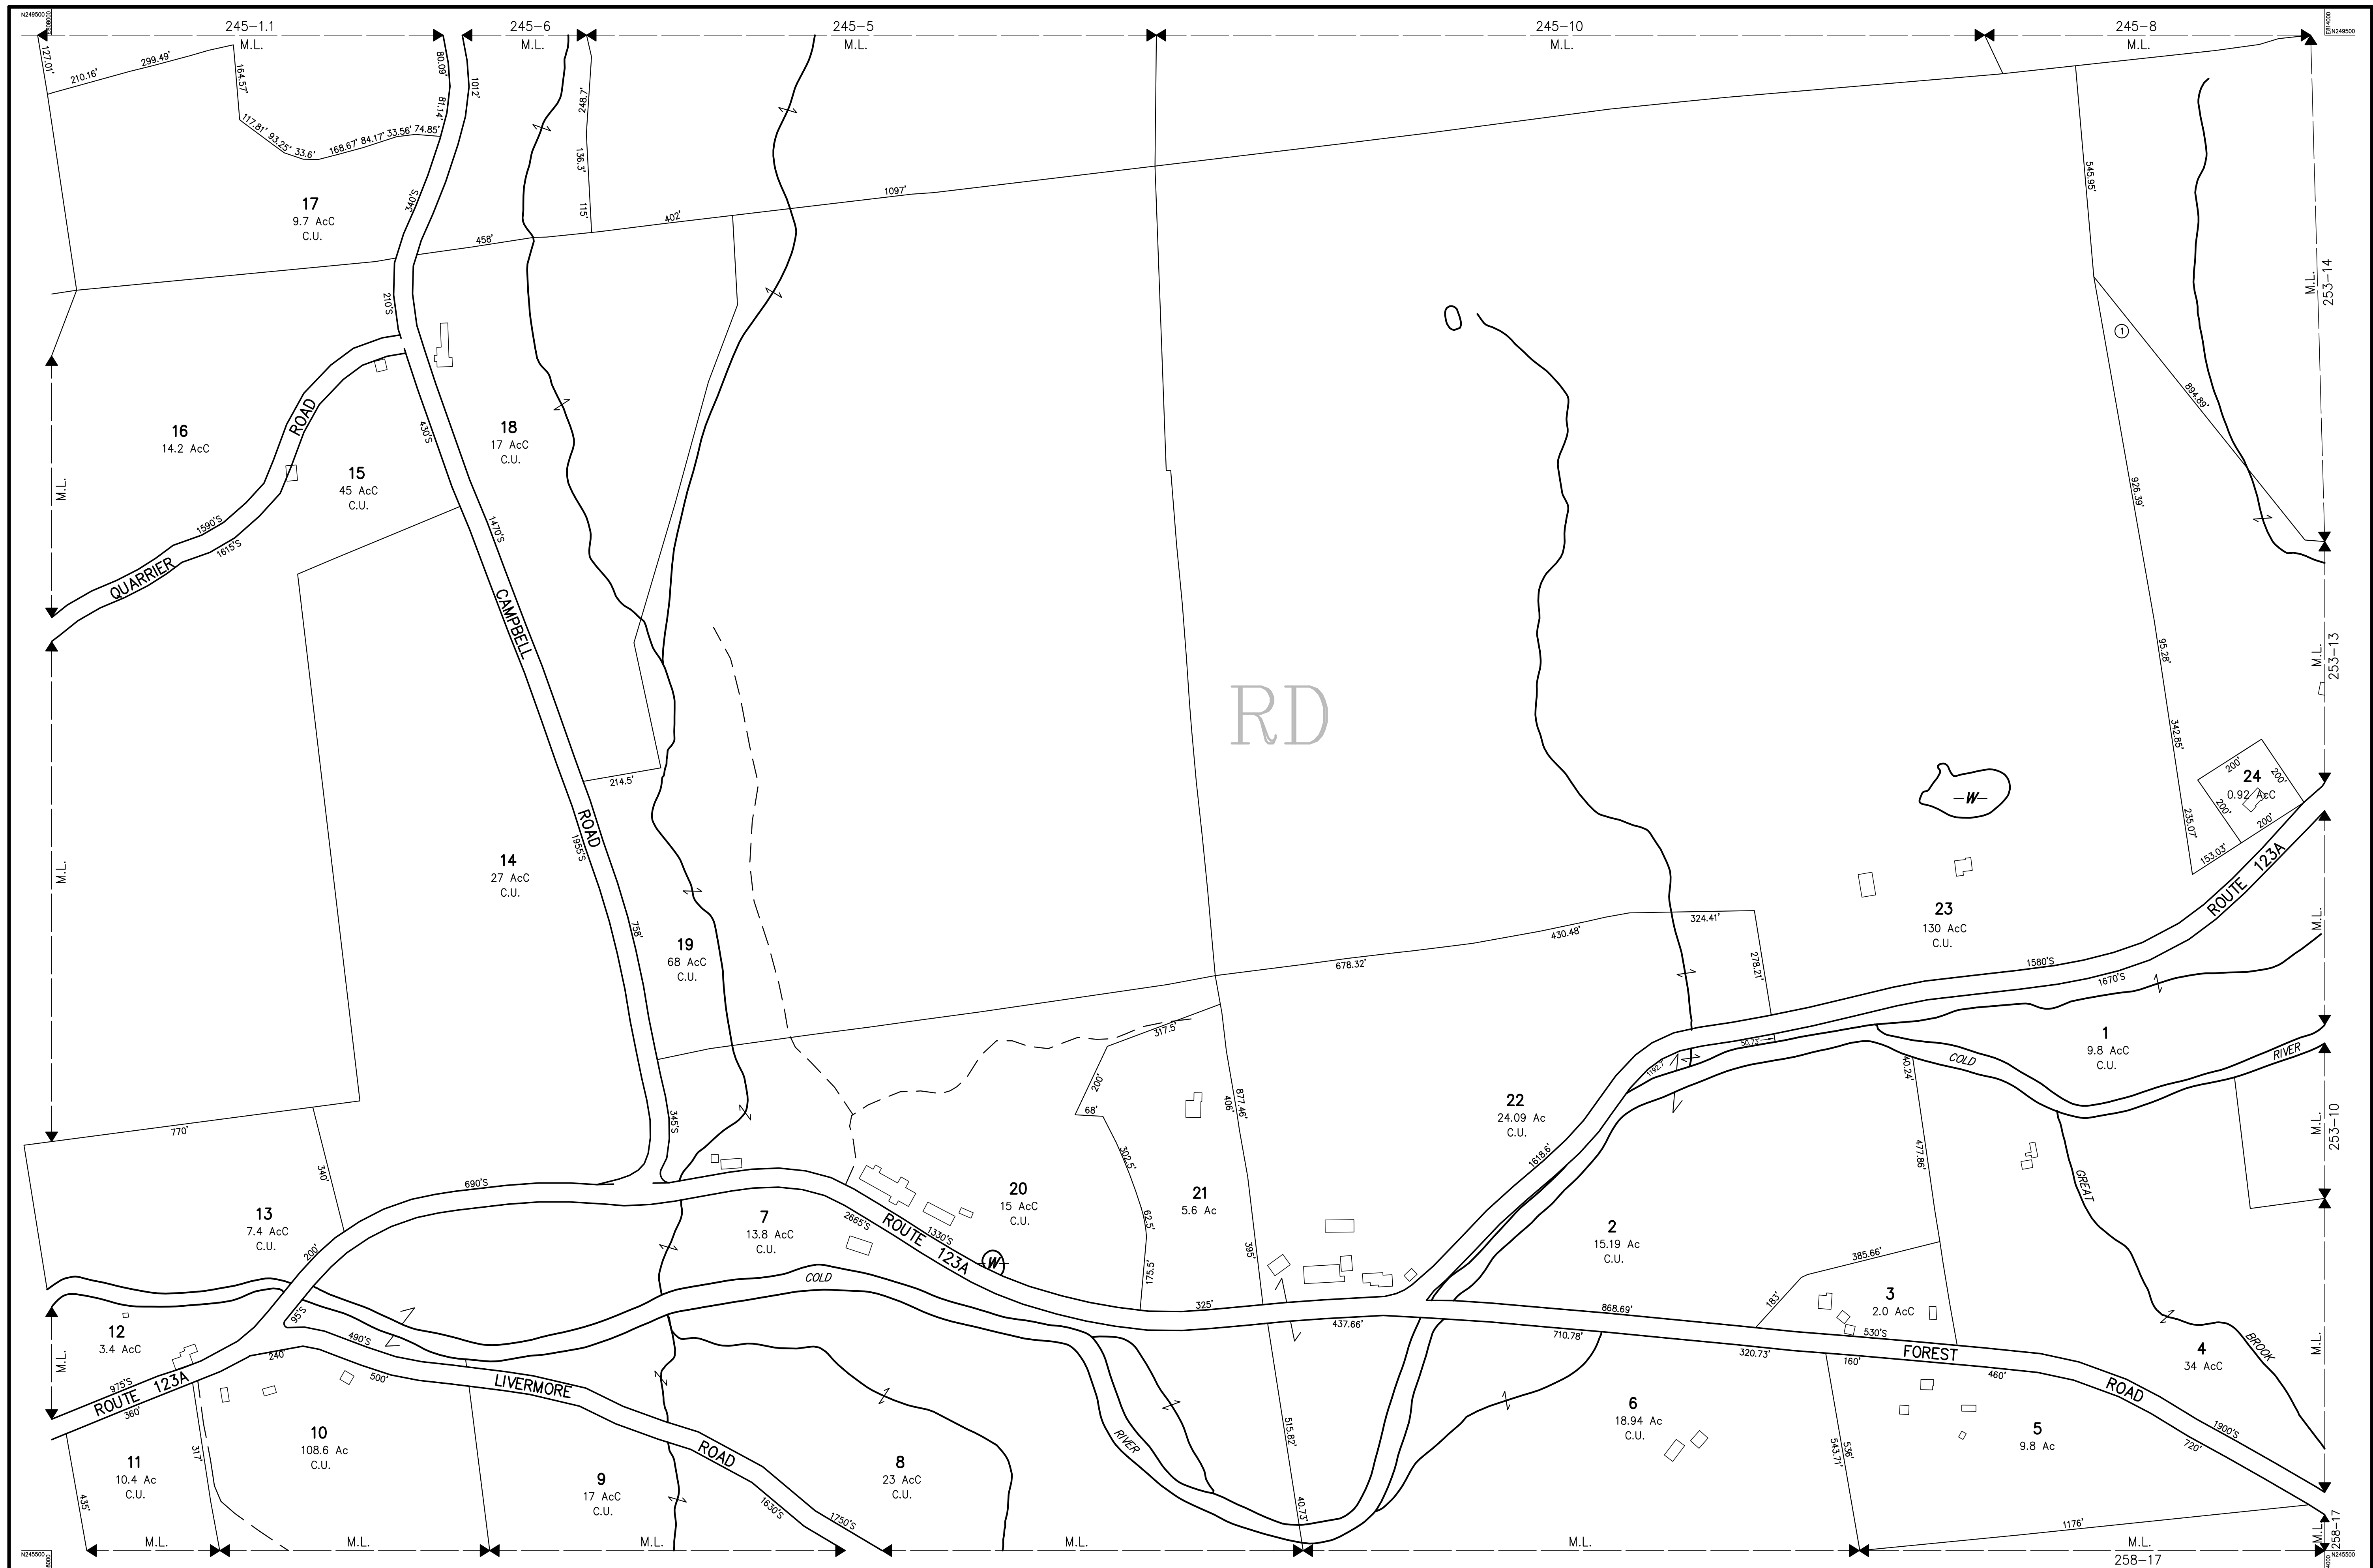 N249500
245-1.1
245-6
245-5
245-10
245-8
814000
N249500
M.L.
M.L.
M.L.
M.L.
M.L.
127.01'
210.16'
299.49'
164.57'
117.81'
93.25'
33.6'
168.67'
84.17'
33.56'
74.85'
80.09'
81.14'
1012'
248.7'
136.3'
115'
340'S
17
9.7 AcC
C.U.
458'
402'
1097'
545.95'
M.L.
253-14
1
894.89'
210'S
430'S
16
14.2 AcC
ROAD
15
45 AcC
C.U.
18
17 AcC
C.U.
M.L.
1590'S
1615'S
QUARRIER
1470'S
CAMPBELL
926.39'
95.28'
M.L.
253-13
RD
342.85'
214.5'
ROAD
1955'S
-W-
200'
200'
24
0.92 AcC
200'
200'
235.07'
153.03'
ROUTE 123A
14
27 AcC
C.U.
M.L.
758'
19
68 AcC
C.U.
23
130 AcC
C.U.
324.41'
430.48'
678.32'
278.21'
1580'S
1670'S
M.L.
317.5'
200'
68'
50.73'
1192.7'
1
9.8 AcC
C.U.
COLD
RIVER
40.24'
877.46'
406'
22
24.09 Ac
C.U.
345'S
770'
340'
302.5'
1618.6'
477.86'
M.L.
253-10
GREAT
690'S
13
7.4 AcC
C.U.
200'
7
13.8 AcC
C.U.
2665'S
ROUTE 123A
1330'S
20
15 AcC
C.U.
W
62.5'
175.5'
21
5.6 Ac
395'
2
15.19 Ac
C.U.
385.66'
183'
3
2.0 AcC
COLD
325'
437.66'
868.69'
710.78'
320.73'
530'S
160'
FOREST
460'
ROAD
1900'S
720'
4
34 AcC
BROOK
M.L.
12
3.4 AcC
95'S
490'S
240'
500'
975'S
ROUTE 123A
360'
LIVERMORE
ROAD
M.L.
11
10.4 Ac
C.U.
435'
317'
10
108.6 Ac
C.U.
9
17 AcC
C.U.
1630'S
1750'S
8
23 AcC
C.U.
RIVER
515.82'
40.73'
6
18.94 Ac
C.U.
536'
543.71'
5
9.8 Ac
1176'
M.L.
258-17
N245500
M.L.
M.L.
M.L.
M.L.
M.L.
M.L.
258-17
N245500